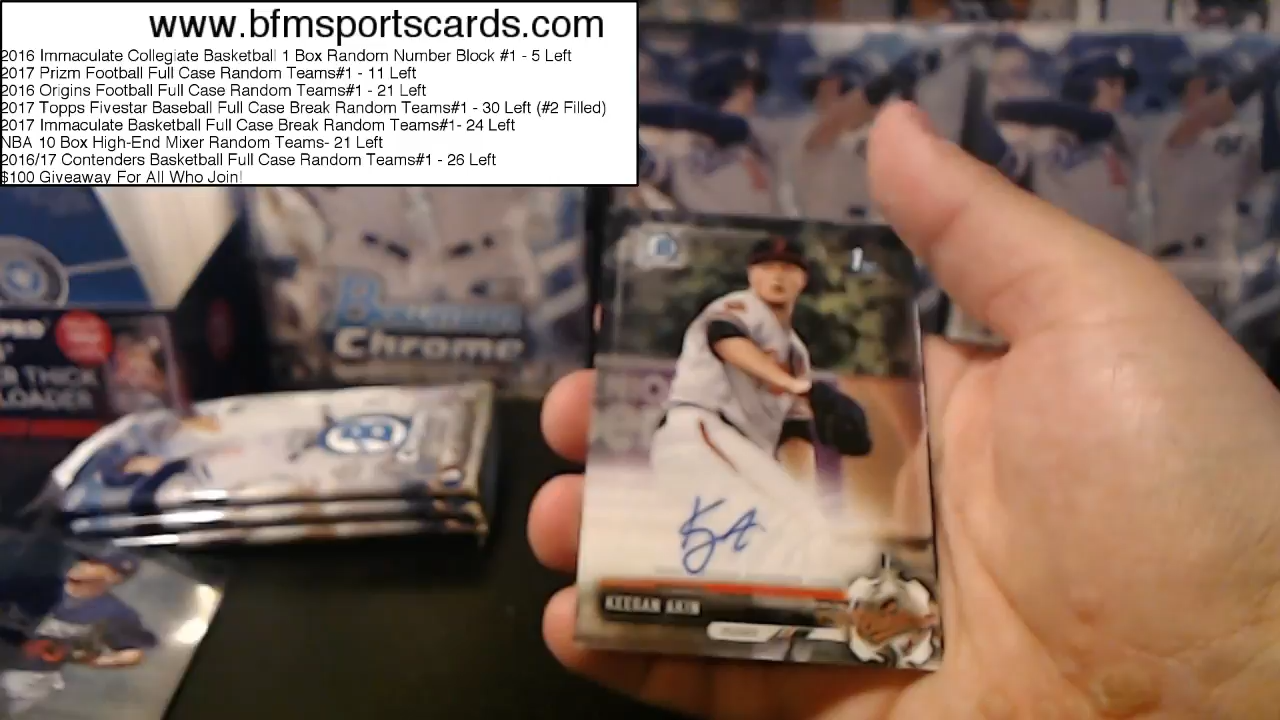 www.bfmsportscards.com
2016 Immaculate Collegiate Basketball 1 Box Random Number Block #1 - 5 Left
2017 Prizm Football Full Case Random Teams#1 - 11 Left
2016 Origins Football Full Case Random Teams#1 - 21 Left
2017 Topps Fivestar Baseball Full Case Break Random Teams#1 - 30 Left (#2 Filled)
2017 Immaculate Basketball Full Case Break Random Teams#1- 24 Left
NBA 10 Box High-End Mixer Random Teams- 21 Left
2016/17 Contenders Basketball Full Case Random Teams#1 - 26 Left
$100 Giveaway For All Who Join!
Bowman
Chrome
THICK
LOADER
KEEGAN AKIN